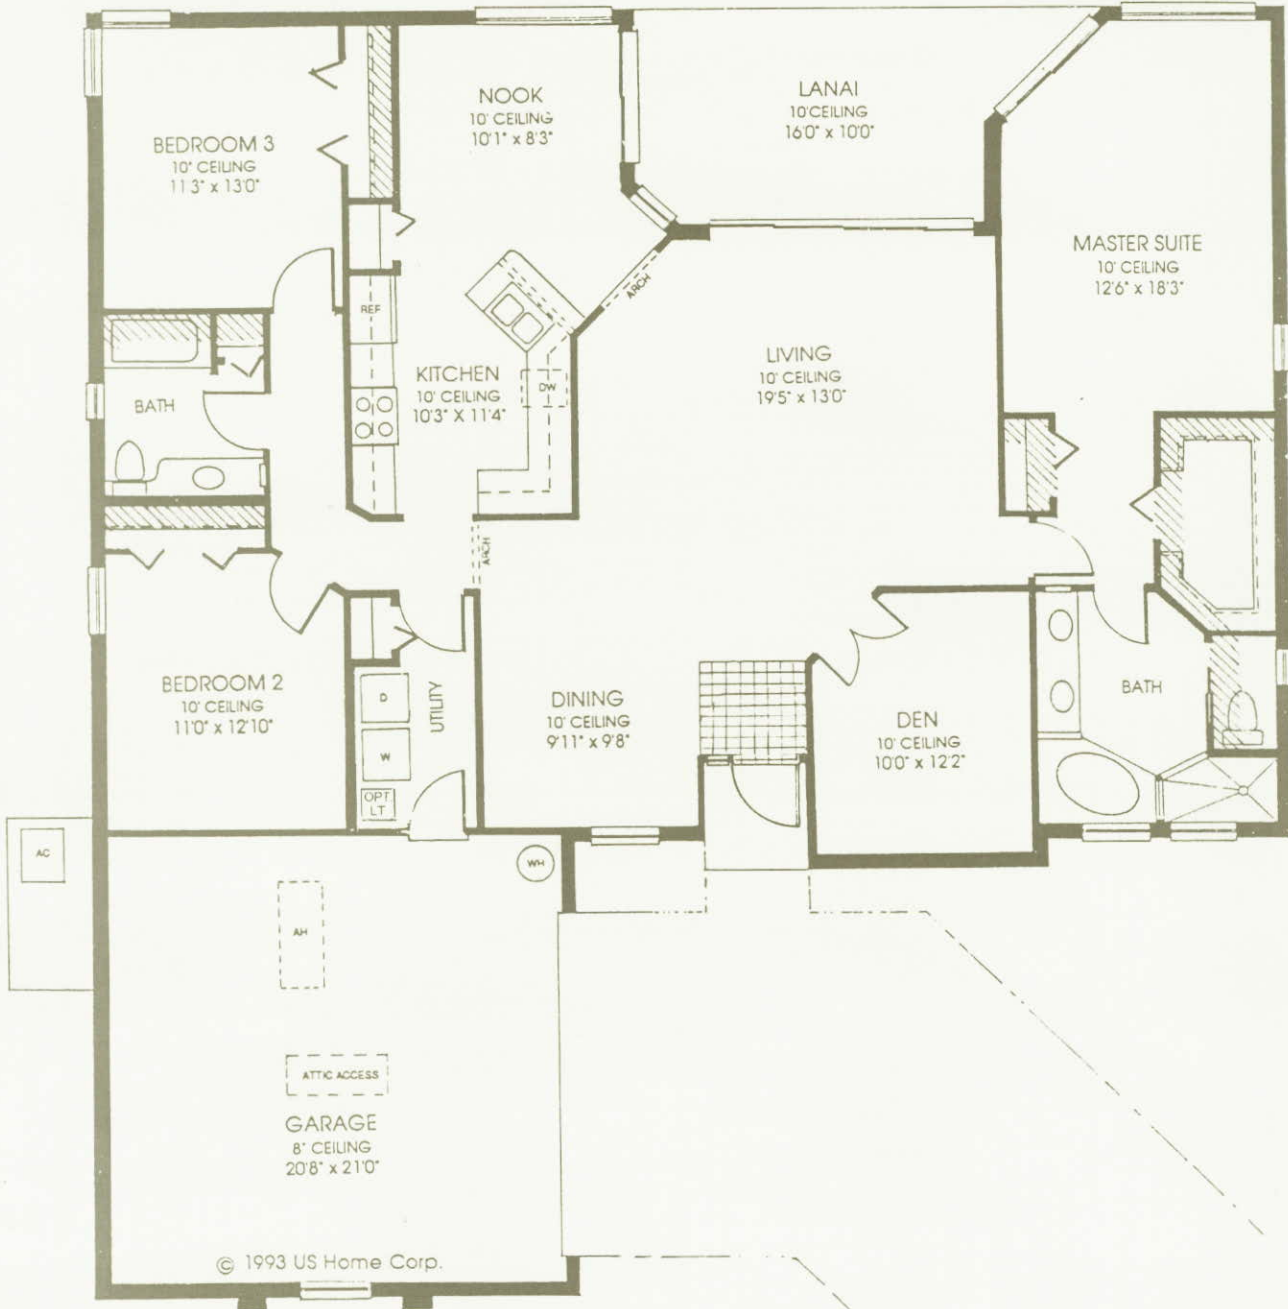 NOOK
10' CEILING
10'1" x 8'3"
LANAI
10'CEILING
16'0" x 10'0"
BEDROOM 3
10' CEILING
11'3" x 13'0"
MASTER SUITE
10' CEILING
12'6" x 18'3"
ARCH
REF
LIVING
10' CEILING
19'5" x 13'0"
KITCHEN
10' CEILING
10'3" X 11'4"
DW
BATH
ARCH
BEDROOM 2
10' CEILING
11'0" x 12'10"
D
UTILITY
W
OPT
LT
DINING
10' CEILING
9'11" x 9'8"
DEN
10' CEILING
10'0" x 12'2"
BATH
AC
WH
AH
ATTIC ACCESS
GARAGE
8' CEILING
20'8" x 21'0"
© 1993 US Home Corp.